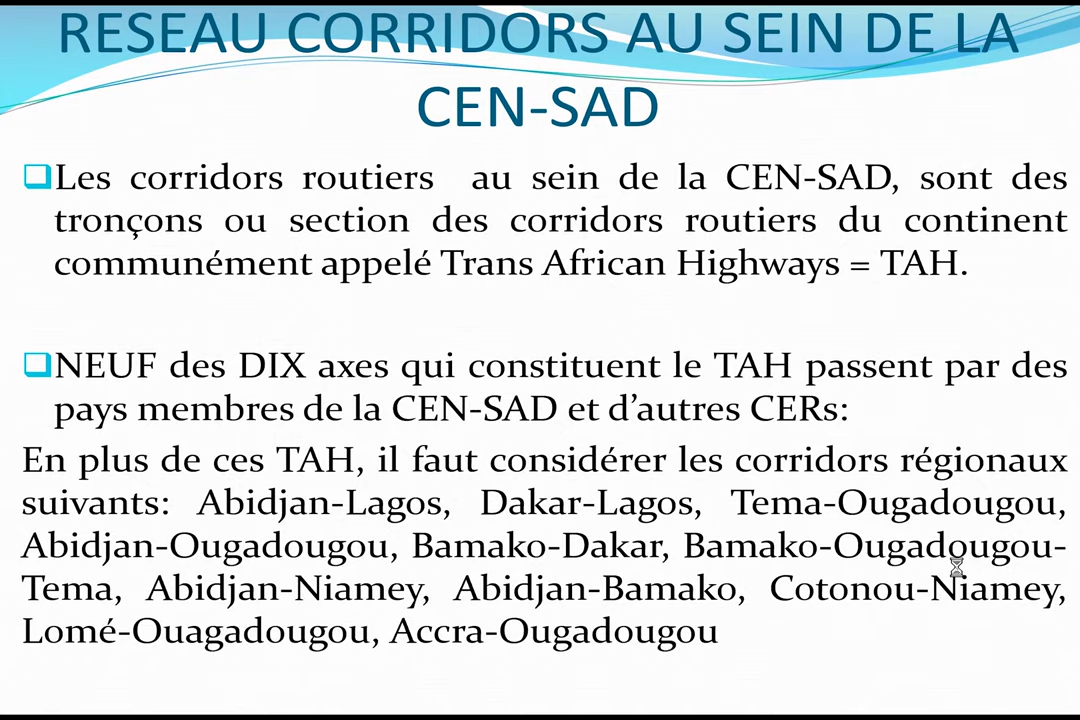 RESEAU CORRIDORS AU SEIN DE LA
CEN-SAD
Les corridors routiers au sein de la CEN-SAD, sont des
tronçons ou section des corridors routiers du continent
communément appelé Trans African Highways = TAH.
NEUF des DIX axes qui constituent le TAH passent par des
pays membres de la CEN-SAD et d’autres CERs:
En plus de ces TAH, il faut considérer les corridors régionaux
suivants: Abidjan-Lagos, Dakar-Lagos, Tema-Ougadougou,
Abidjan-Ougadougou, Bamako-Dakar, Bamako-Ougadougou-
Tema, Abidjan-Niamey, Abidjan-Bamako, Cotonou-Niamey,
Lomé-Ouagadougou, Accra-Ougadougou